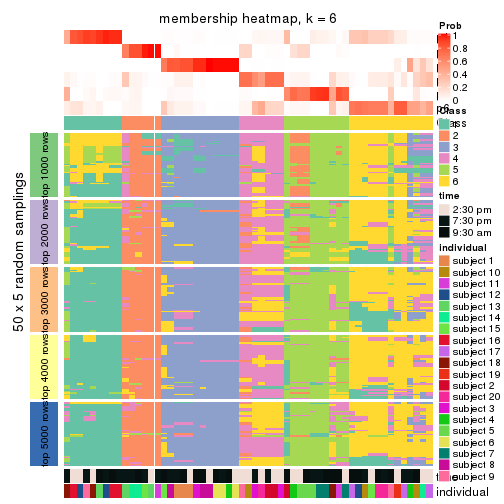 membership heatmap, k = 6
Prob
1
0.8
0.6
0.4
0.2
0
Class
1
2
3
4
5
6
time
2:30 pm
7:30 pm
9:30 am
individual
subject 1
subject 10
subject 11
subject 12
subject 13
subject 14
subject 15
subject 16
subject 17
subject 18
subject 19
subject 2
subject 20
subject 3
subject 4
subject 5
subject 6
subject 7
subject 8
subject 9
50 x 5 random samplings
top 1000 rows
top 2000 rows
top 3000 rows
top 4000 rows
top 5000 rows
individual